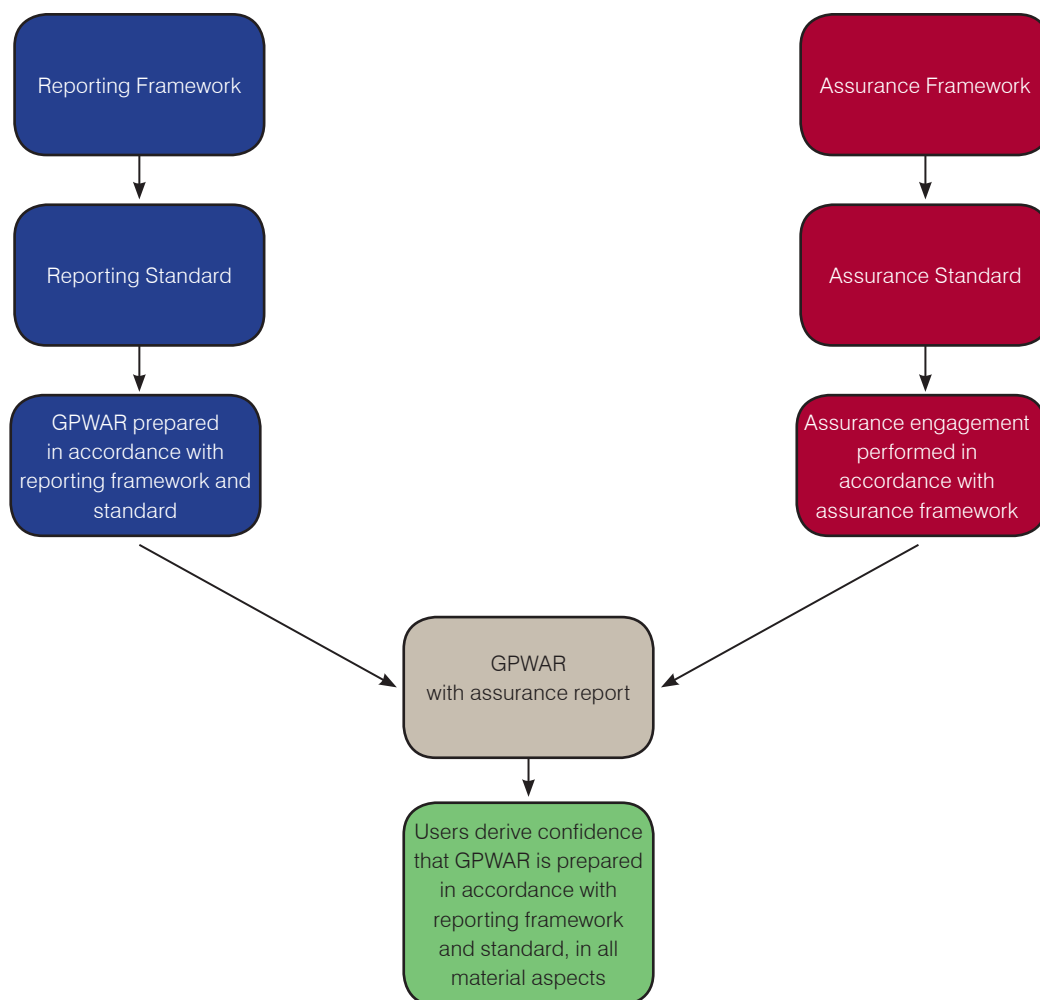 Reporting Framework
Assurance Framework
Reporting Standard
Assurance Standard
GPWAR prepared
in accordance with
reporting framework and
standard
Assurance engagement
performed in
accordance with
assurance framework
GPWAR
with assurance report
Users derive confidence
that GPWAR is prepared
in accordance with
reporting framework
and standard, in all
material aspects